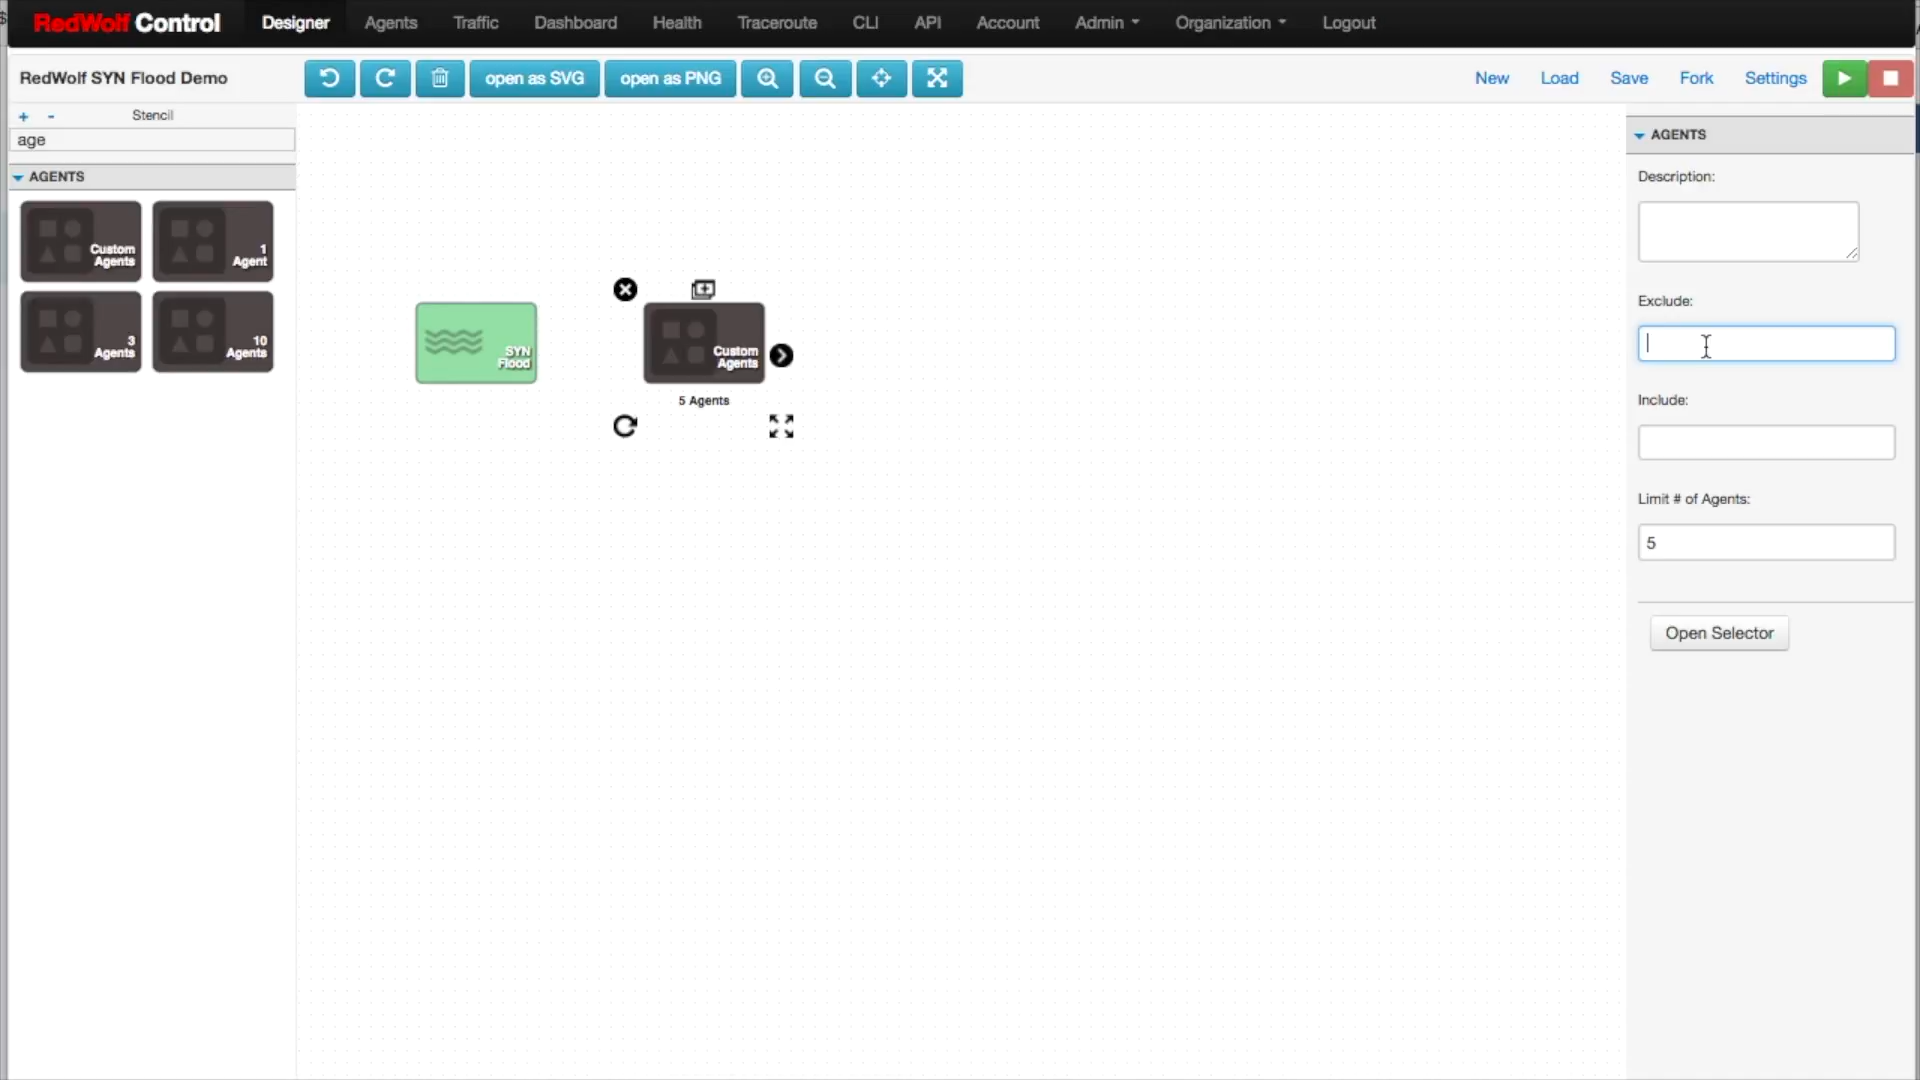 RedWolf Control Designer Agents Traffic Dashboard Health Traceroute CLI API Account Admin Organization Logout
RedWolf SYN Flood Demo open as SVG open as PNG New Load Save Fork Settings
+ - Stencil
age
AGENTS
Custom Agents
1 Agent
3 Agents
10 Agents
SYN Flood
Custom Agents
5 Agents
AGENTS
Description:
Exclude:
Include:
Limit # of Agents:
5
Open Selector